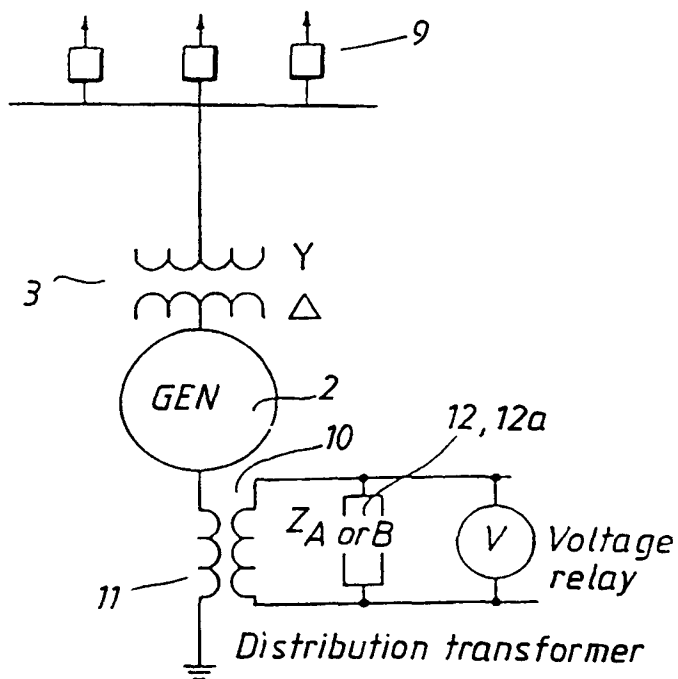 9
Y
3
Δ
GEN
2
10
12, 12a
Z_A or B
V
Voltage
relay
11
Distribution transformer